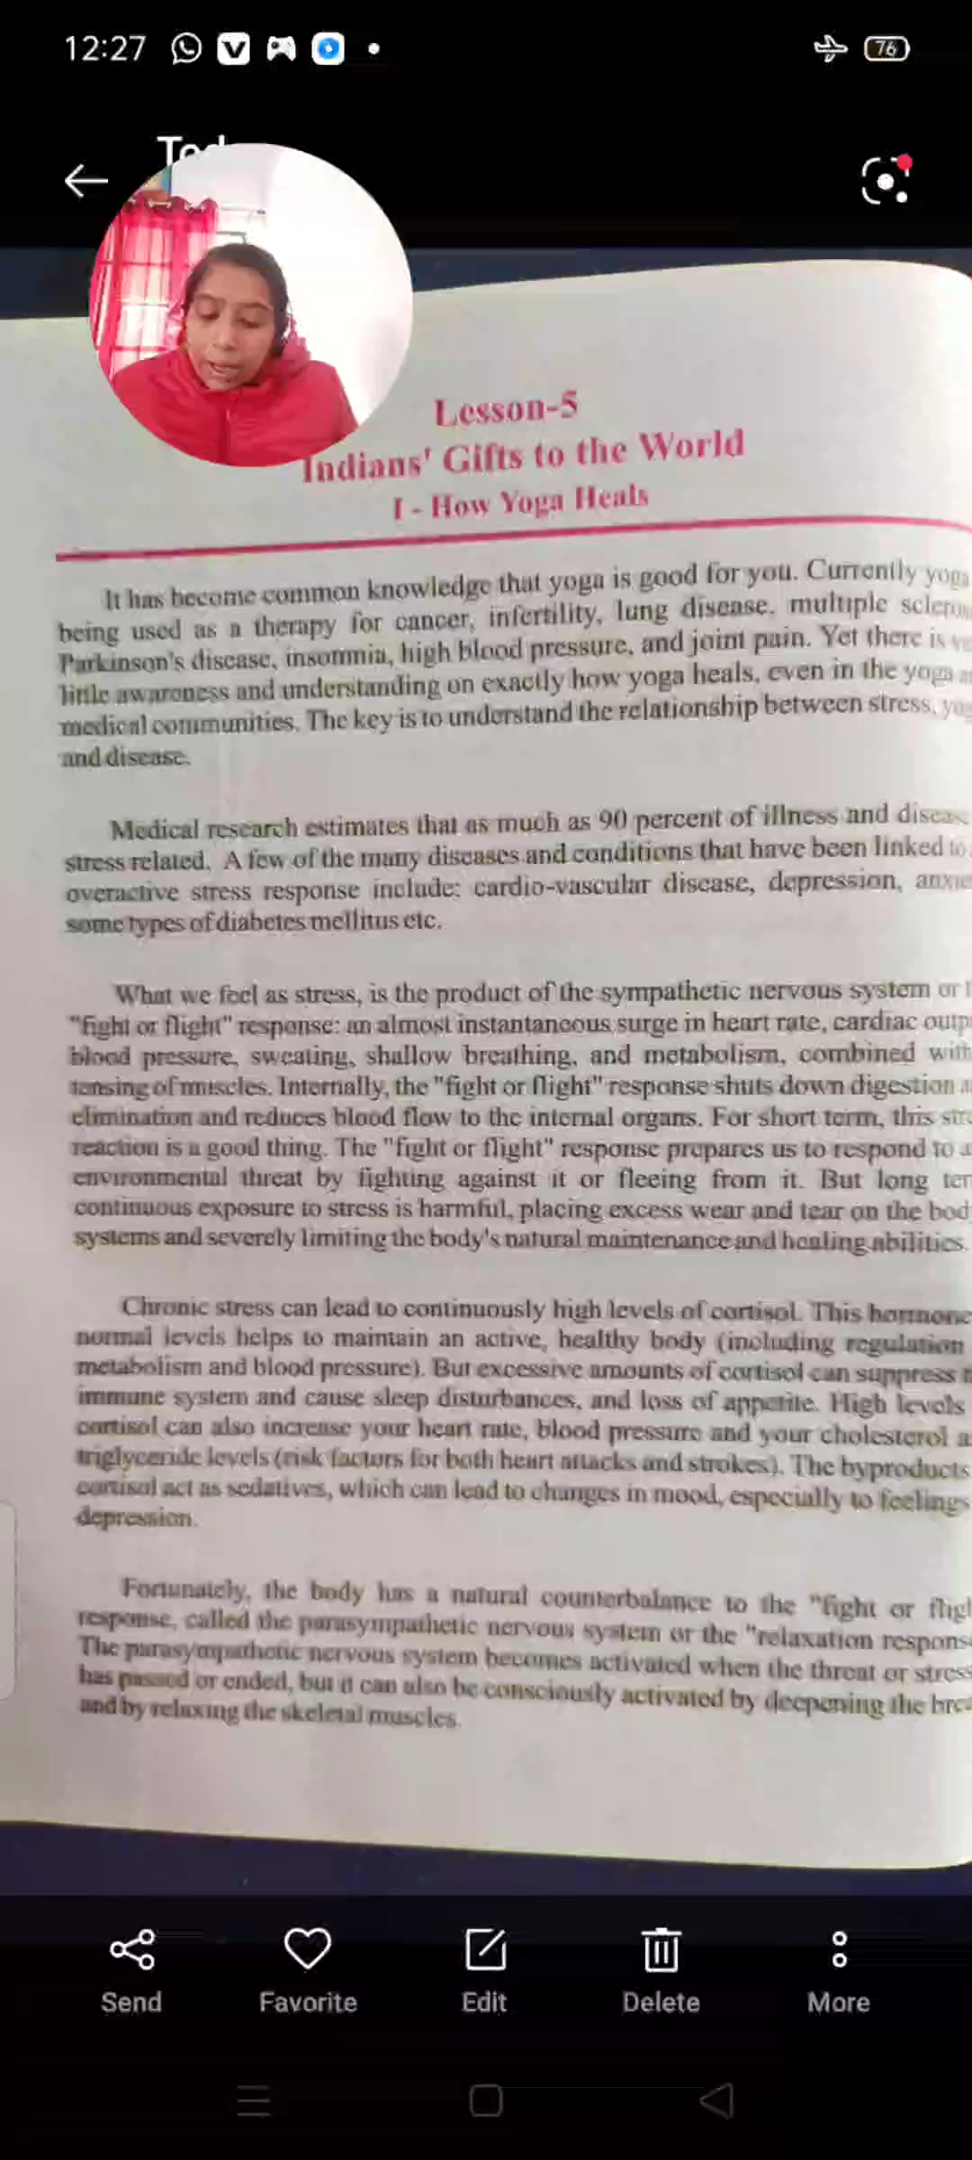 12:27
76
Lesson-5
Indians' Gifts to the World
I - How Yoga Heals
It has become common knowledge that yoga is good for you. Currently yoga
being used as a therapy for cancer, infertility, lung disease, multiple
Parkinson's disease, insomnia, high blood pressure, and joint pain. Yet there is
little awareness and understanding on exactly how yoga heals, even in the yoga
medical communities. The key is to understand the relationship between stress,
and disease.
Medical research estimates that as much as 90 percent of illness and
stress related. A few of the many diseases and conditions that have been linked to
overactive stress response include: cardio-vascular disease, depression,
some types of diabetes mellitus etc.
What we feel as stress, is the product of the sympathetic nervous system or
"fight or flight" response: an almost instantaneous surge in heart rate, cardiac
blood pressure, sweating, shallow breathing, and metabolism, combined with
tensing of muscles. Internally, the "fight or flight" response shuts down digestion
elimination and reduces blood flow to the internal organs. For short term, this
reaction is a good thing. The "fight or flight" response prepares us to respond to
environmental threat by fighting against it or fleeing from it. But long
continuous exposure to stress is harmful, placing excess wear and tear on the
systems and severely limiting the body's natural maintenance and healing abilities.
Chronic stress can lead to continuously high levels of cortisol. This hormone
normal levels helps to maintain an active, healthy body (including regulation
metabolism and blood pressure). But excessive amounts of cortisol can suppress
immune system and cause sleep disturbances, and loss of appetite. High levels
cortisol can also increase your heart rate, blood pressure and your cholesterol
triglyceride levels (risk factors for both heart attacks and strokes). The byproducts
cortisol act as sedatives, which can lead to changes in mood, especially to feelings
depression.
Fortunately, the body has a natural counterbalance to the "fight or
response, called the parasympathetic nervous system or the "relaxation
The parasympathetic nervous system becomes activated when the threat or
has passed or ended, but it can also be consciously activated by deepening the
and by relaxing the skeletal muscles.
Send Favorite Edit Delete More